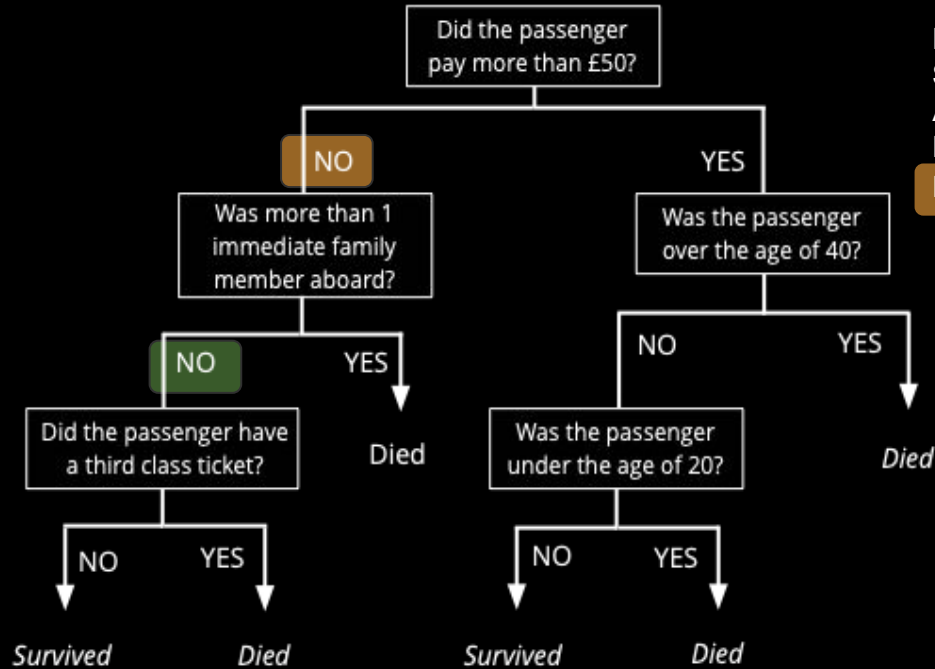 Did the passenger
pay more than £50?
NO
YES
Was more than 1
immediate family
member aboard?
Was the passenger
over the age of 40?
NO
YES
NO
YES
Did the passenger have
a third class ticket?
Died
Was the passenger
under the age of 20?
Died
NO
YES
NO
YES
Survived
Died
Survived
Died